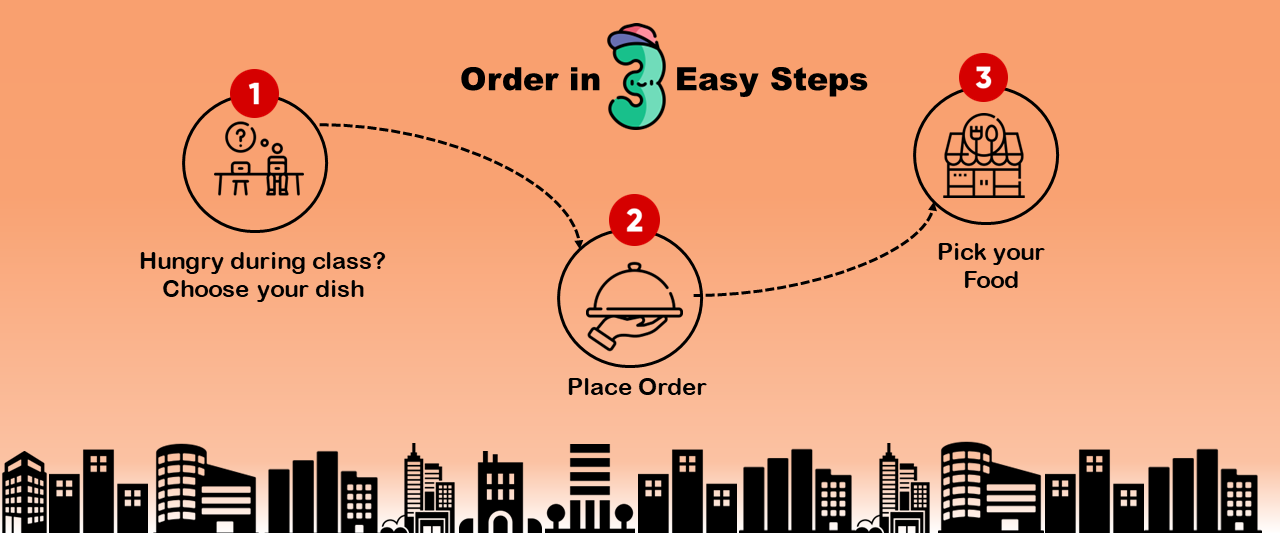 Order in 3 Easy Steps
1
Hungry during class?
Choose your dish
2
Place Order
3
Pick your
Food
?